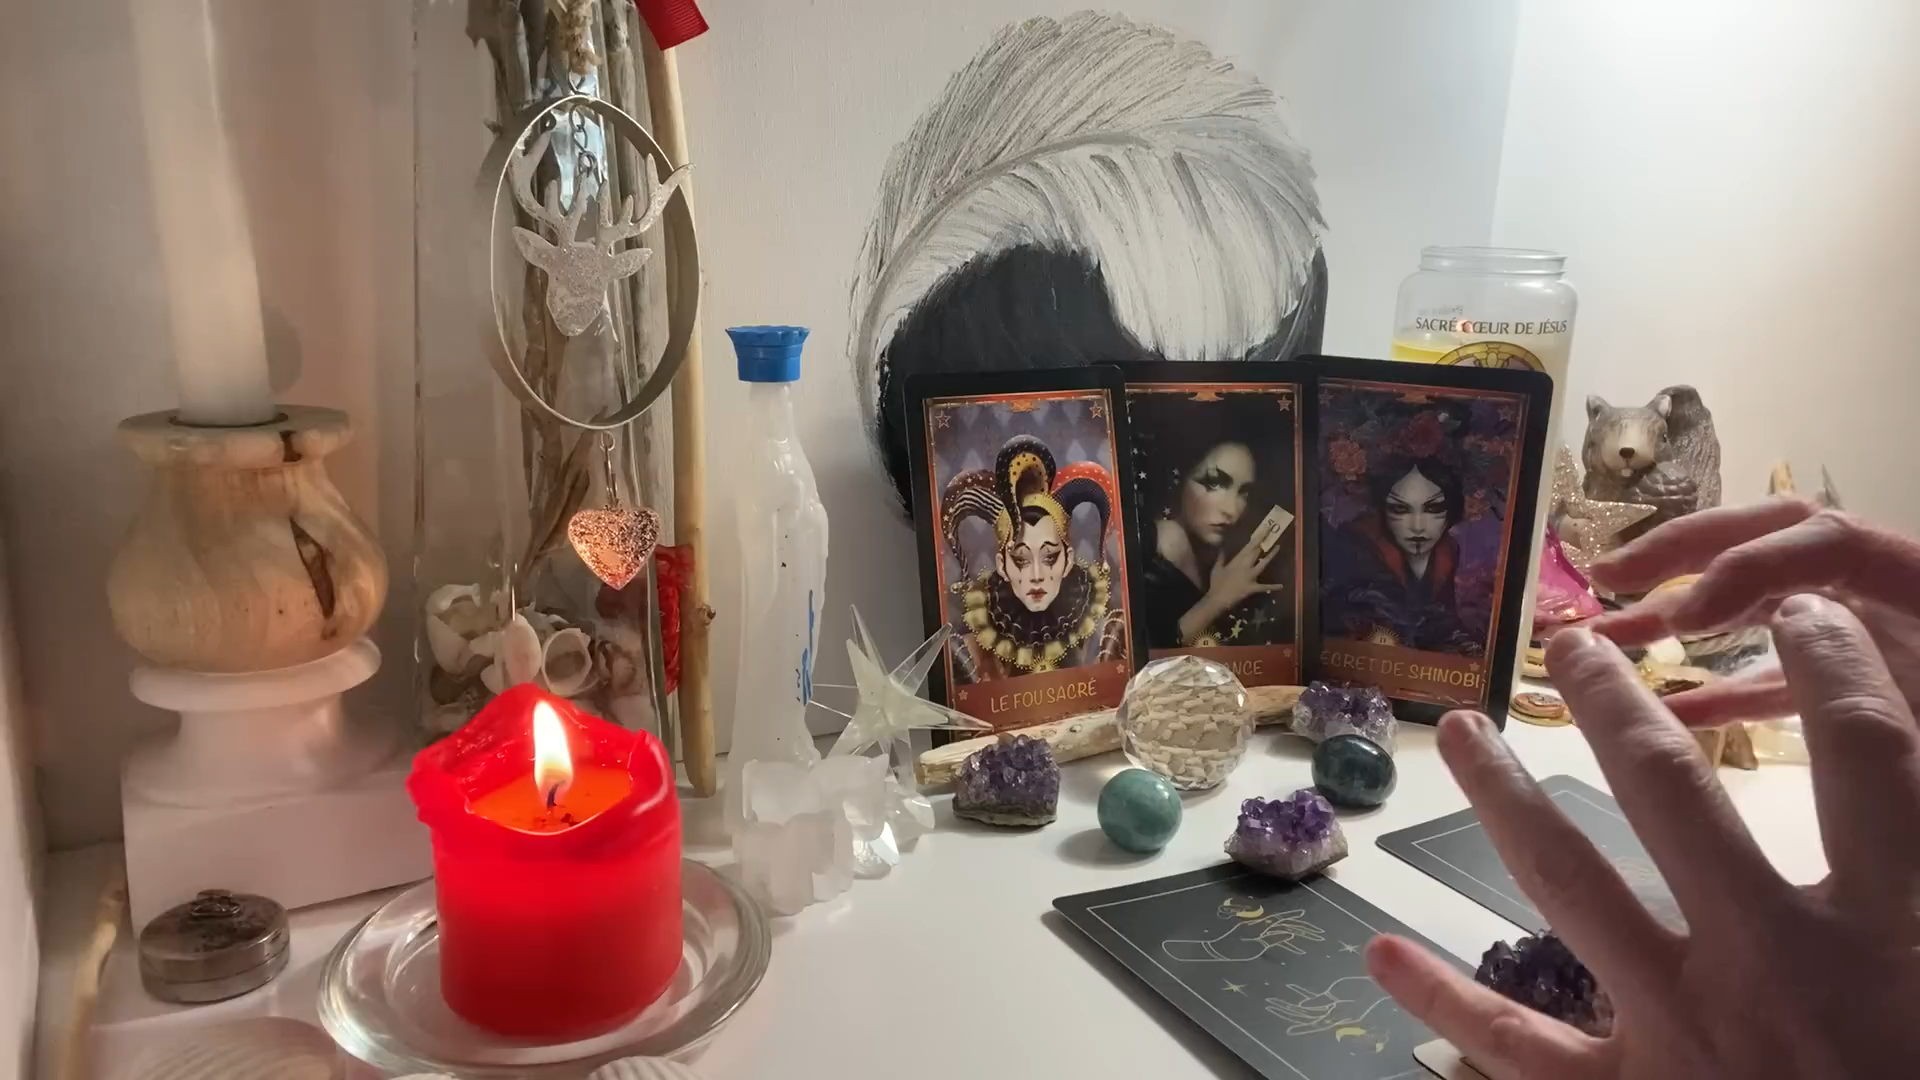 SACRÉ CŒUR DE JÉSUS
LE FOU SACRÉ
ANCE
ECRET DE SHINOBI